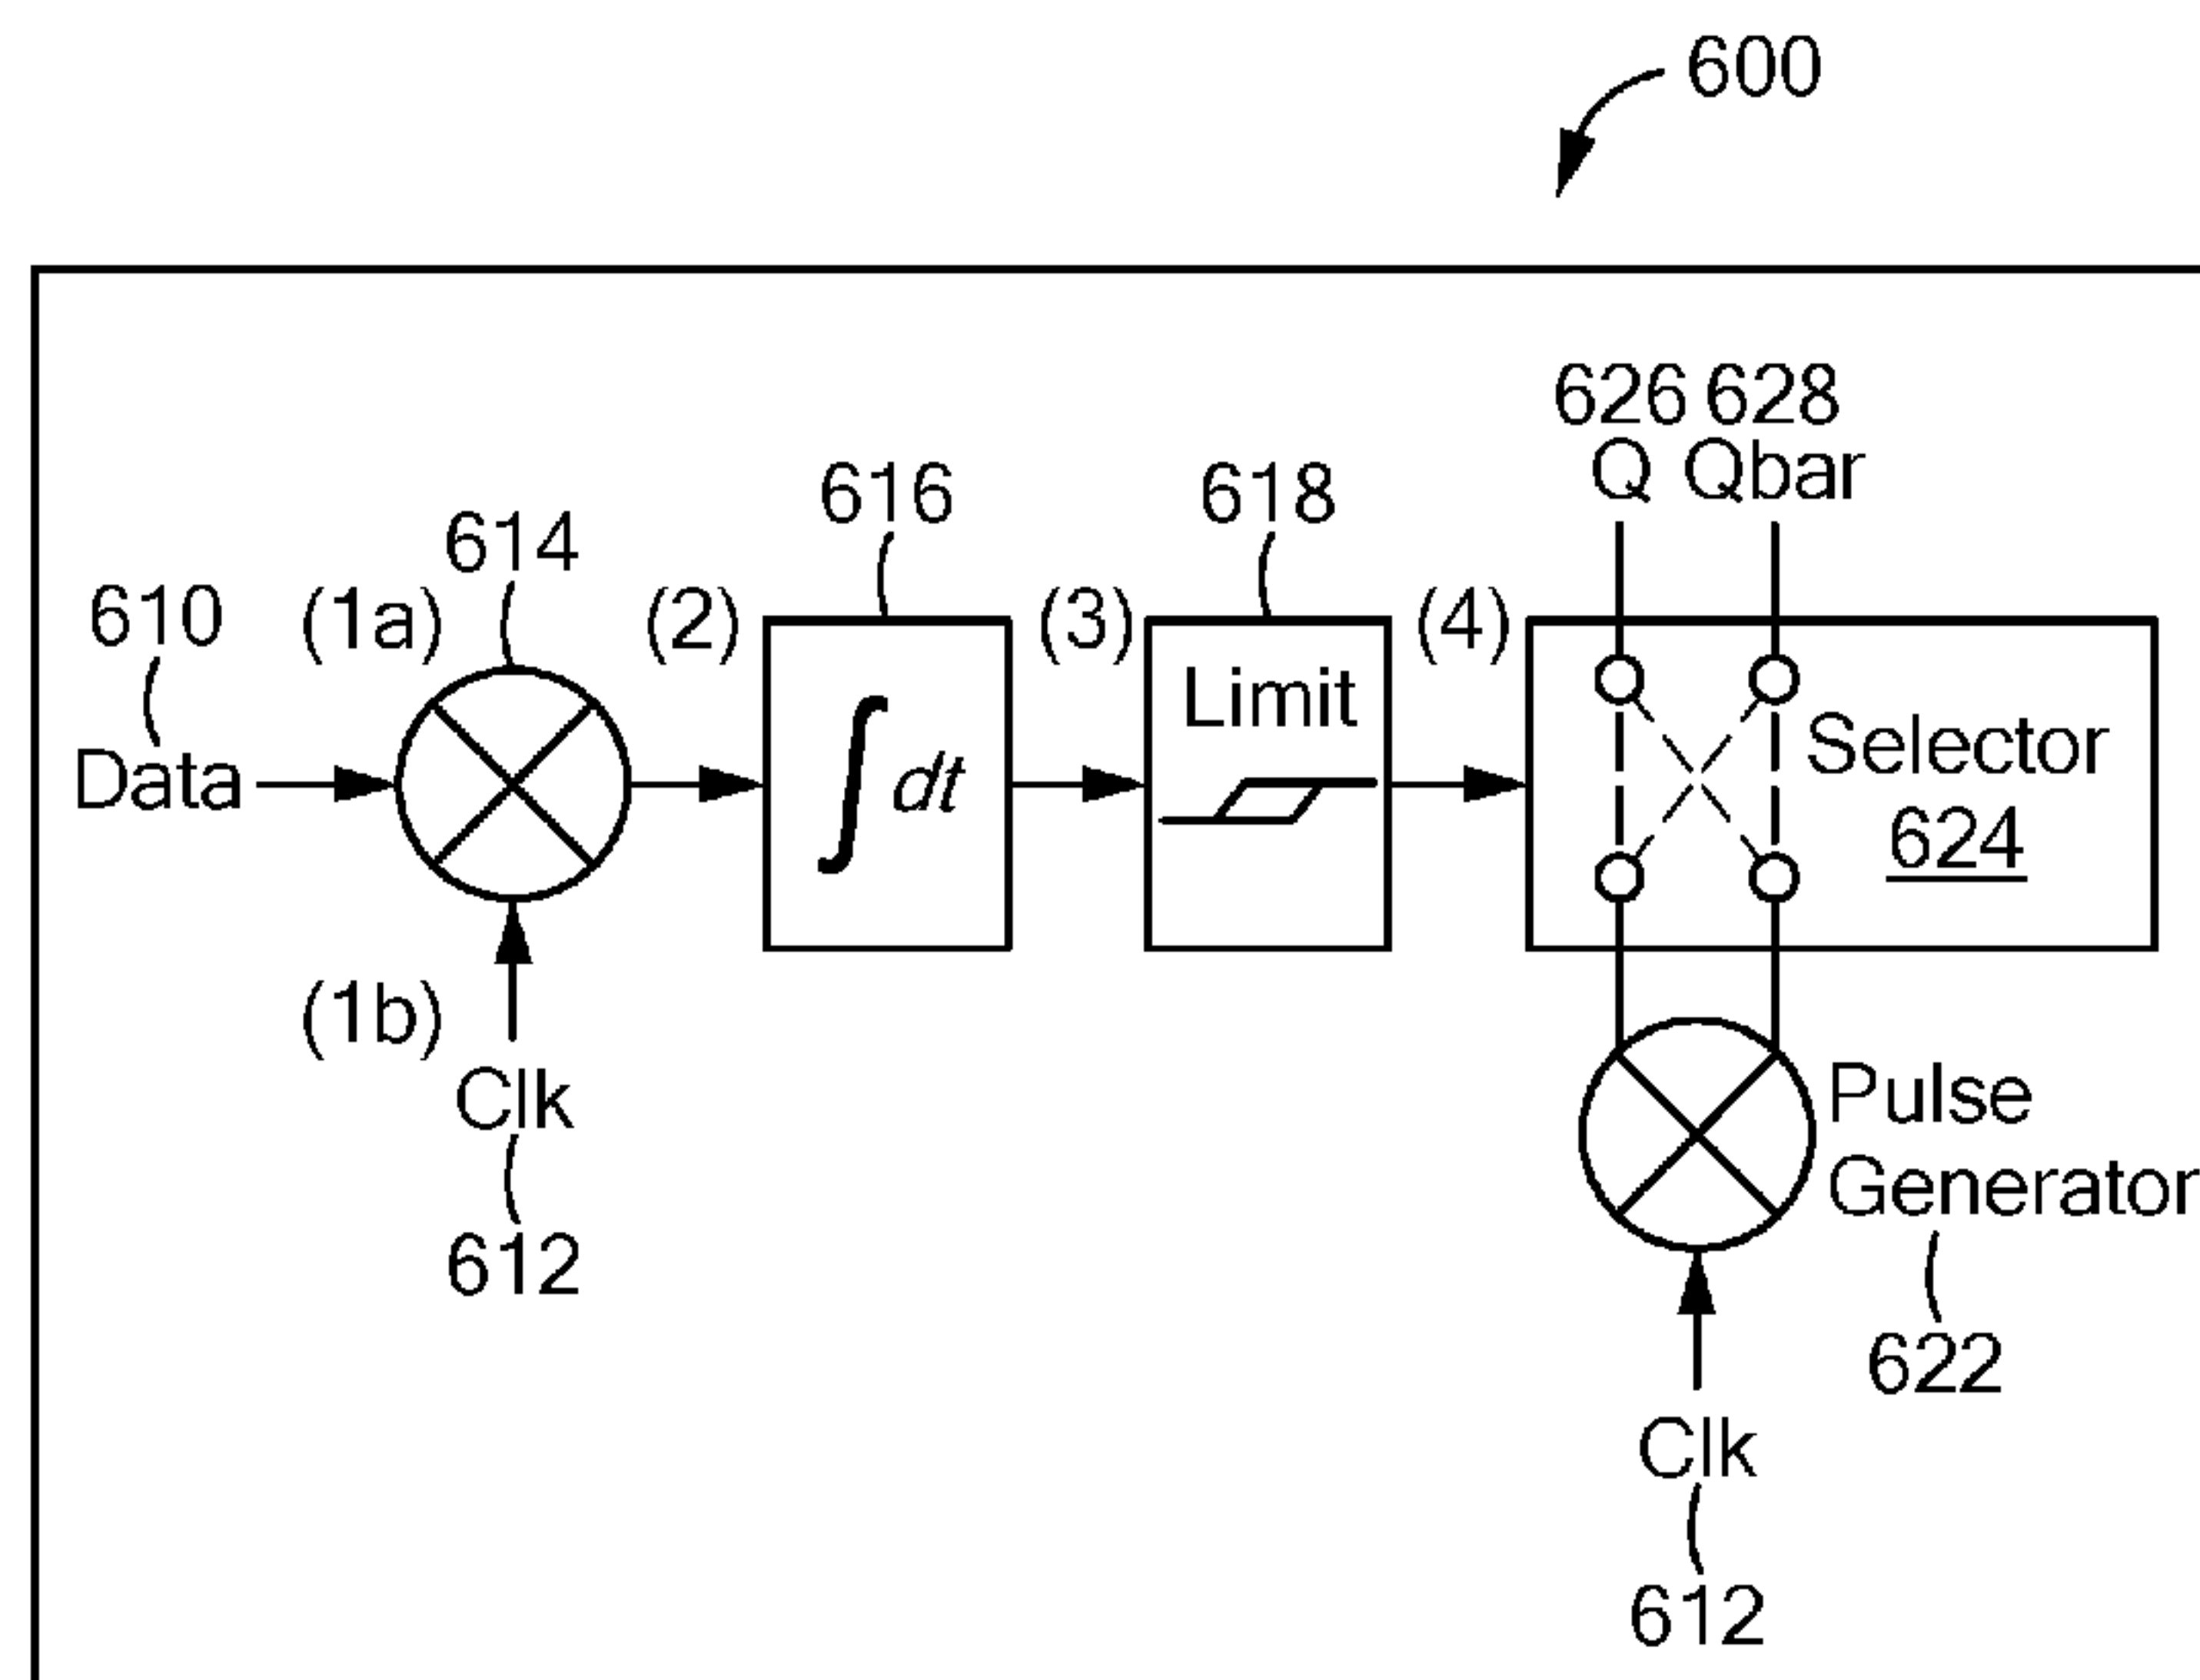 600
626 628
Q Qbar
616
618
614
610
(1a)
(2)
(3)
(4)
Limit
Data
∫ dt
Selector
624
(1b)
Clk
612
Pulse
Generator
622
Clk
612